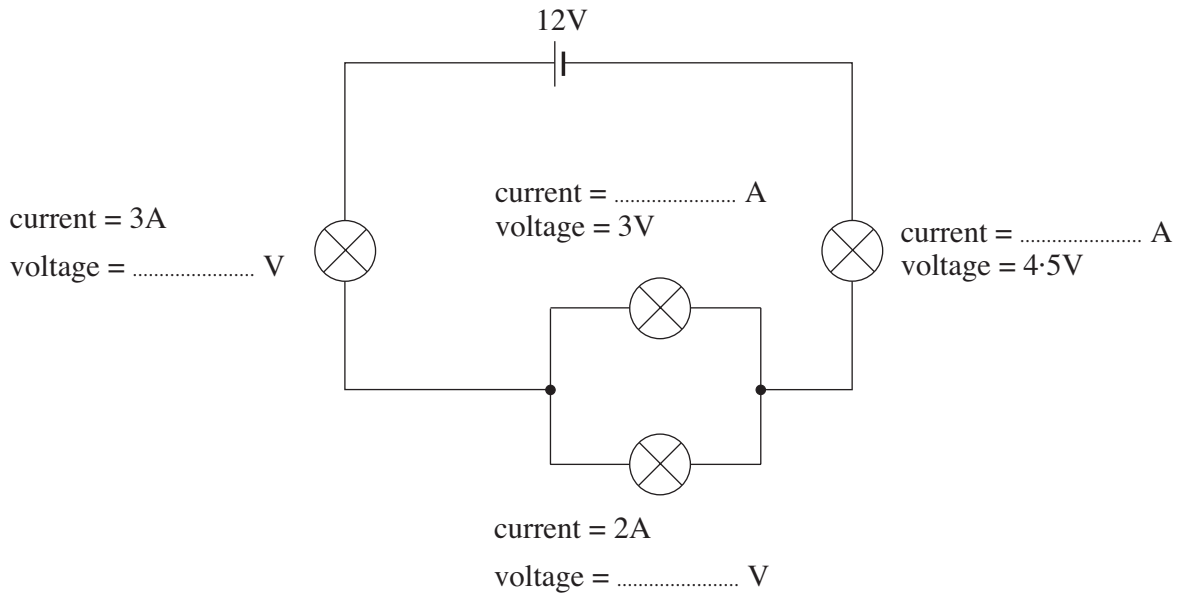 12V
current = ........................ A
voltage = 3V
current = 3A
voltage = ........................ V
current = ........................ A
voltage = 4·5V
current = 2A
voltage = ........................ V